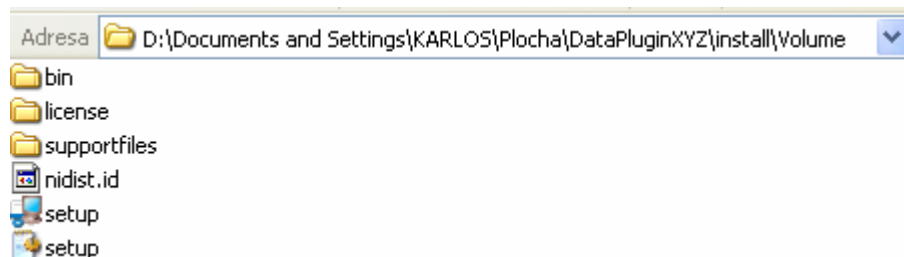 Adresa D:\Documents and Settings\KARLOS\Plocha\DataPluginXYZ\install\Volume
bin
license
supportfiles
nidist.id
setup
setup